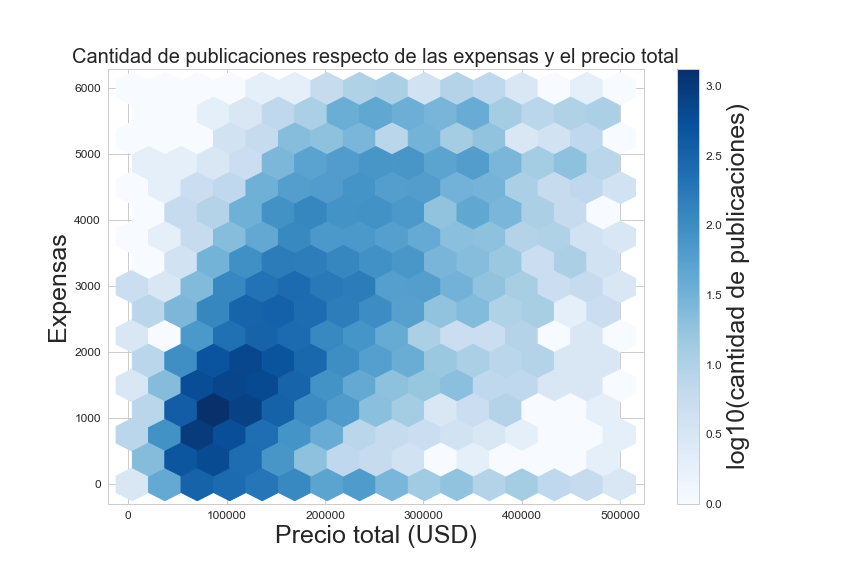 Cantidad de publicaciones respecto de las expensas y el precio total
6000
5000
4000
3000
2000
1000
0
Expensas
0 100000 200000 300000 400000 500000
Precio total (USD)
3.0
2.5
2.0
1.5
1.0
0.5
0.0
log10(cantidad de publicaciones)